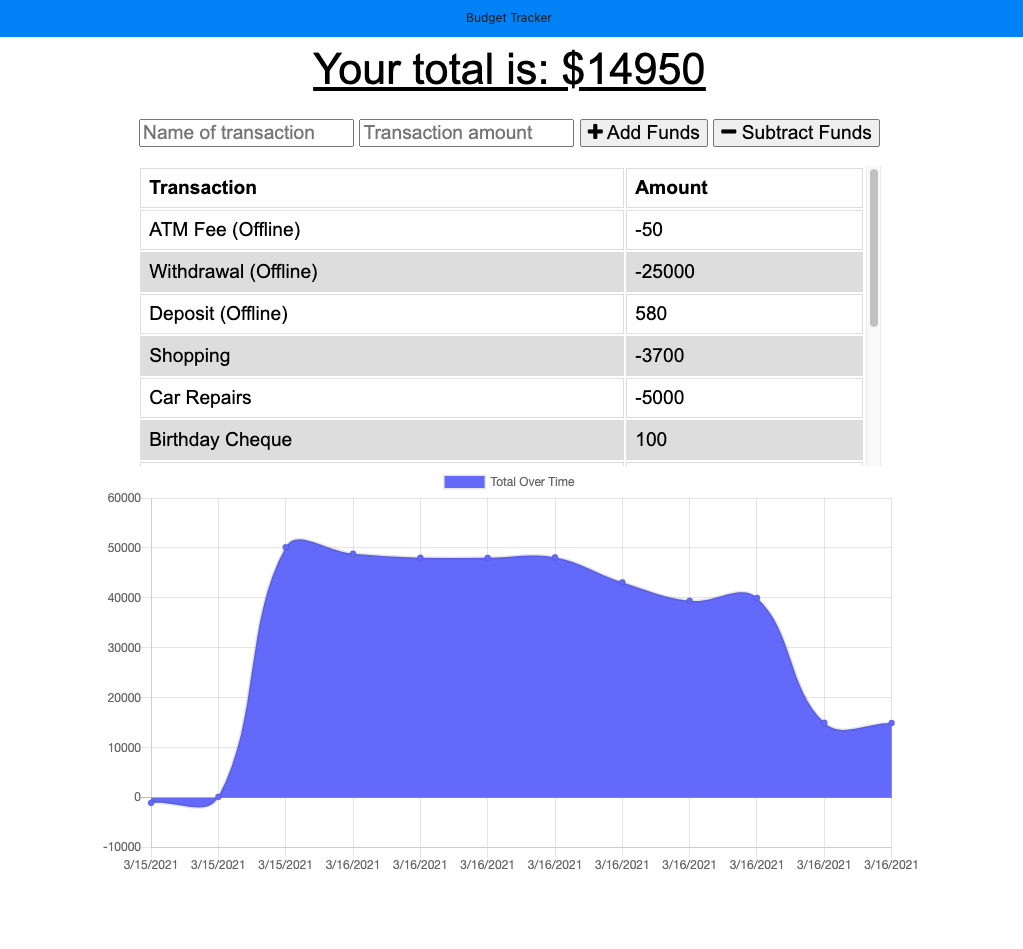 Budget Tracker
Your total is: $14950
Name of transaction Transaction amount Add Funds Subtract Funds
Transaction Amount
ATM Fee (Offline) -50
Withdrawal (Offline) -25000
Deposit (Offline) 580
Shopping -3700
Car Repairs -5000
Birthday Cheque 100
Total Over Time
60000
50000
40000
30000
20000
10000
0
-10000
3/15/2021 3/15/2021 3/15/2021 3/16/2021 3/16/2021 3/16/2021 3/16/2021 3/16/2021 3/16/2021 3/16/2021 3/16/2021 3/16/2021